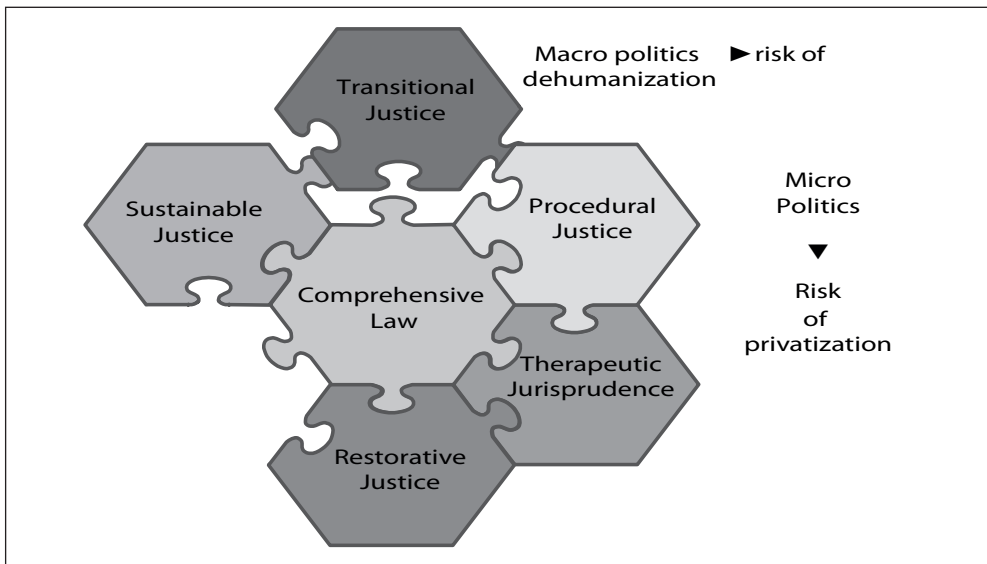 Transitional
Justice
Macro politics ► risk of
dehumanization
Sustainable
Justice
Procedural
Justice
Micro
Politics
▼
Risk
of
privatization
Comprehensive
Law
Therapeutic
Jurisprudence
Restorative
Justice